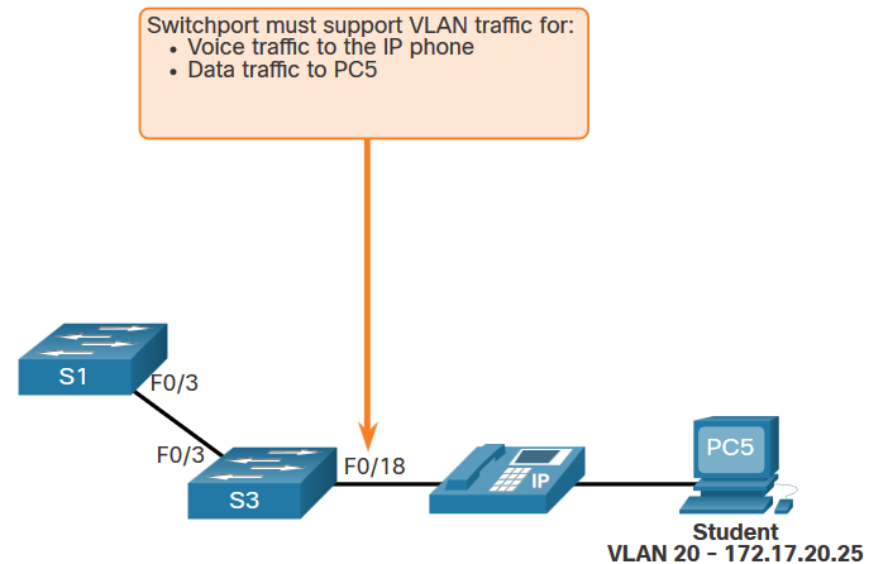 Switchport must support VLAN traffic for:
• Voice traffic to the IP phone
• Data traffic to PC5
S1
F0/3
F0/3
F0/18
S3
IP
PC5
Student
VLAN 20 - 172.17.20.25